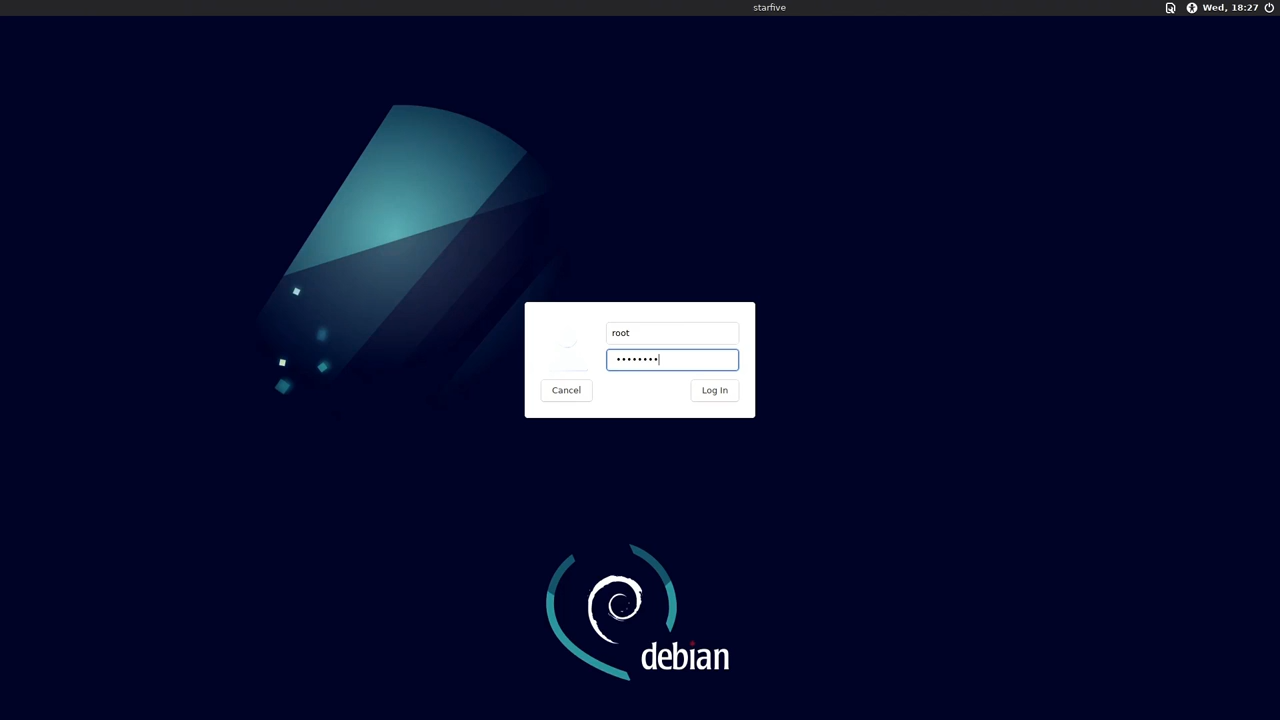 starfive
Wed, 18:27
root
••••••••
Cancel
Log In
debian